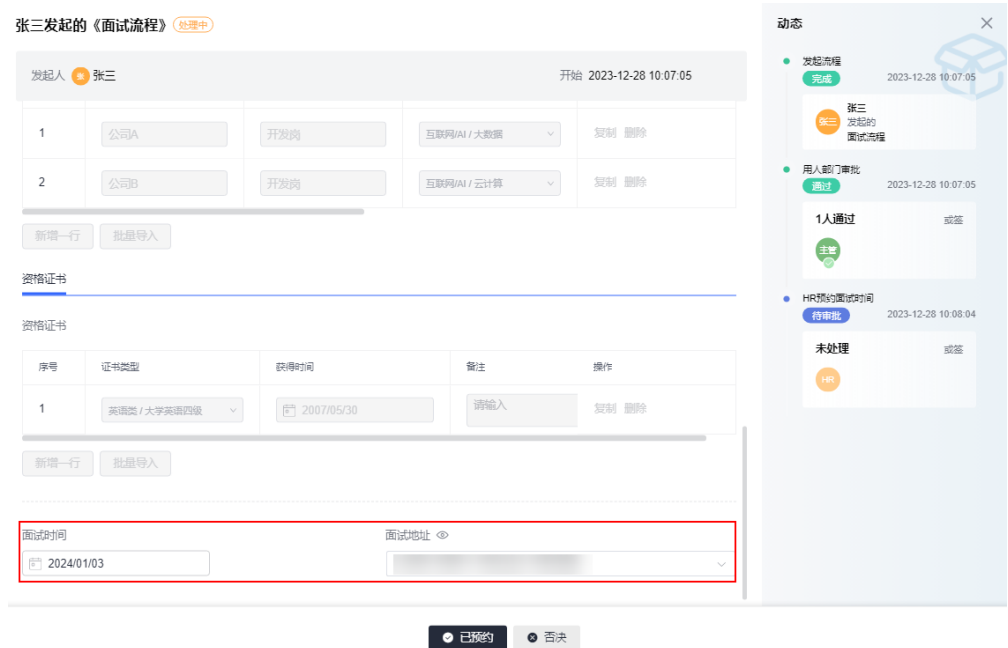 张三发起的《面试流程》 处理中
发起人 张 张三 开始 2023-12-28 10:07:05
1 公司A 开发岗 互联网/AI / 大数据 复制 删除
2 公司B 开发岗 互联网/AI / 云计算 复制 删除
新增一行 批量导入
资格证书
资格证书
序号 证书类型 获得时间 备注 操作
1 英语类 / 大学英语四级 2007/05/30 请输入 复制 删除
新增一行 批量导入
面试时间 面试地址
2024/01/03
已预约 否决
动态
发起流程
完成 2023-12-28 10:07:05
张三
张三
发起的
面试流程
用人部门审批
通过 2023-12-28 10:07:05
1人通过 或签
主管
HR预约面试时间
待审批 2023-12-28 10:08:04
未处理 或签
HR